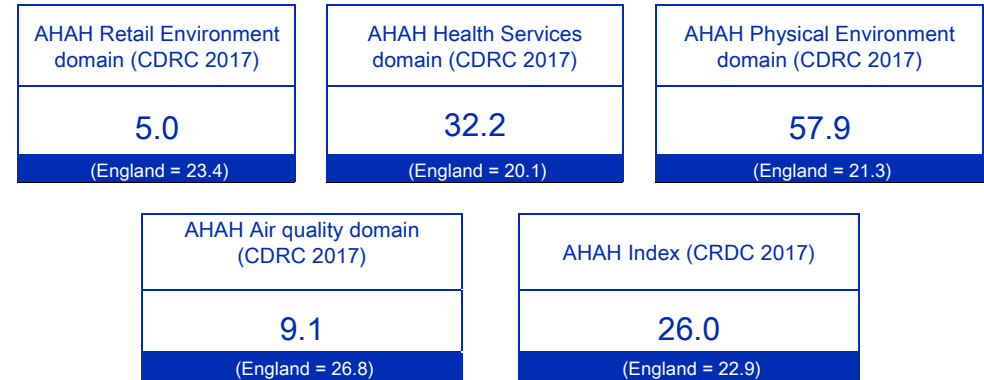 AHAH Retail Environment
domain (CDRC 2017)
5.0
(England = 23.4)
AHAH Health Services
domain (CDRC 2017)
32.2
(England = 20.1)
AHAH Physical Environment
domain (CDRC 2017)
57.9
(England = 21.3)
AHAH Air quality domain
(CDRC 2017)
9.1
(England = 26.8)
AHAH Index (CRDC 2017)
26.0
(England = 22.9)